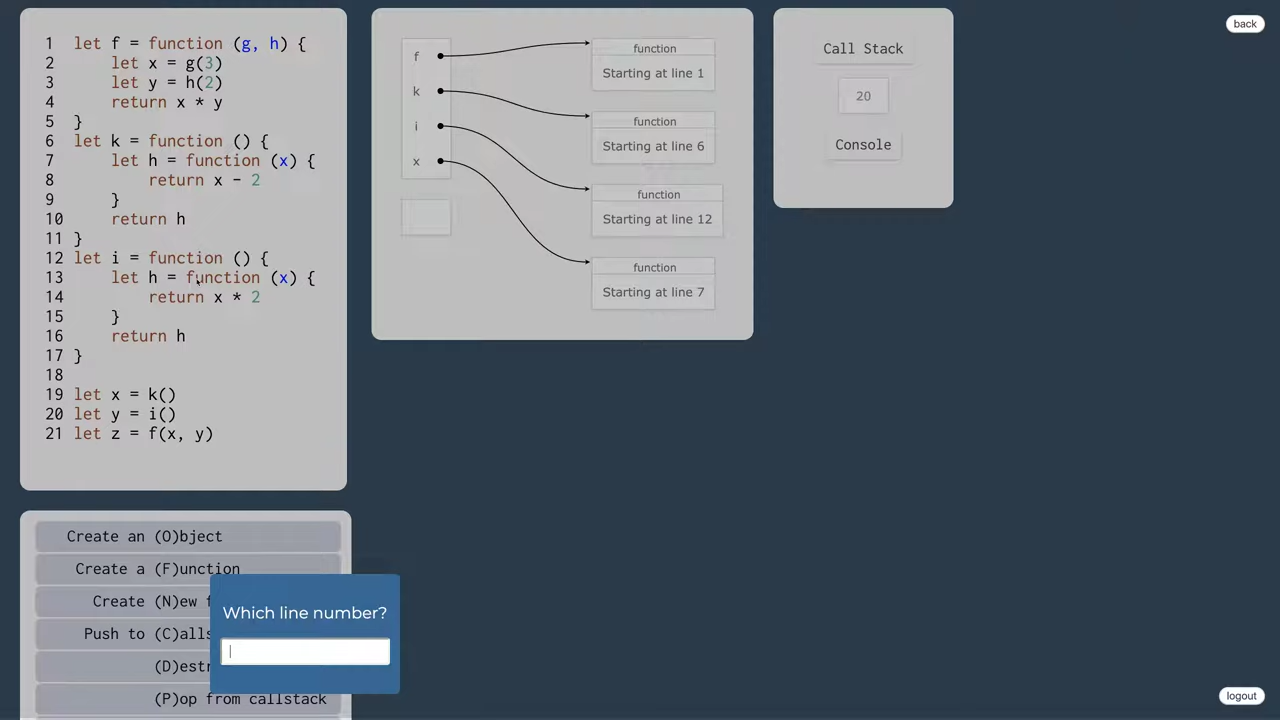 1 let f = function (g, h) {
2     let x = g(3)
3     let y = h(2)
4     return x * y
5 }
6 let k = function () {
7     let h = function (x) {
8         return x - 2
9     }
10     return h
11 }
12 let i = function () {
13     let h = function (x) {
14         return x * 2
15     }
16     return h
17 }
18
19 let x = k()
20 let y = i()
21 let z = f(x, y)
f
k
i
x
function
Starting at line 1
function
Starting at line 6
function
Starting at line 12
function
Starting at line 7
Call Stack
20
Console
back
Create an (O)bject
Create a (F)unction
Create (N)ew f
Push to (C)alls
(D)estr
(P)op from callstack
Which line number?
logout